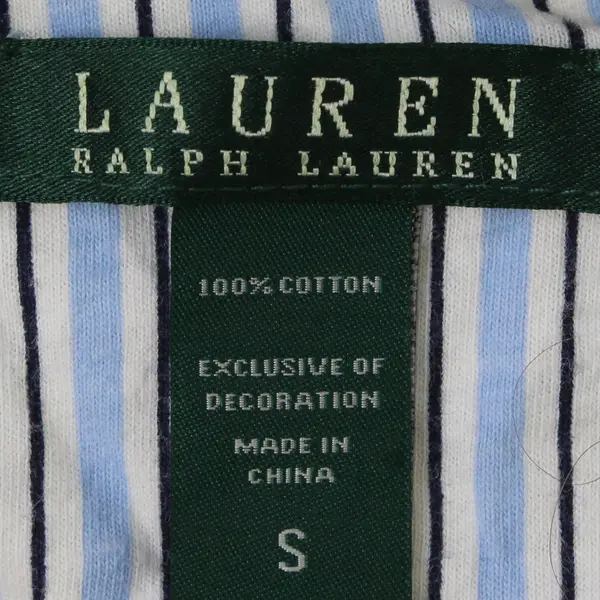 LAUREN
RALPH LAUREN
100% COTTON
EXCLUSIVE OF
DECORATION
MADE IN
CHINA
S